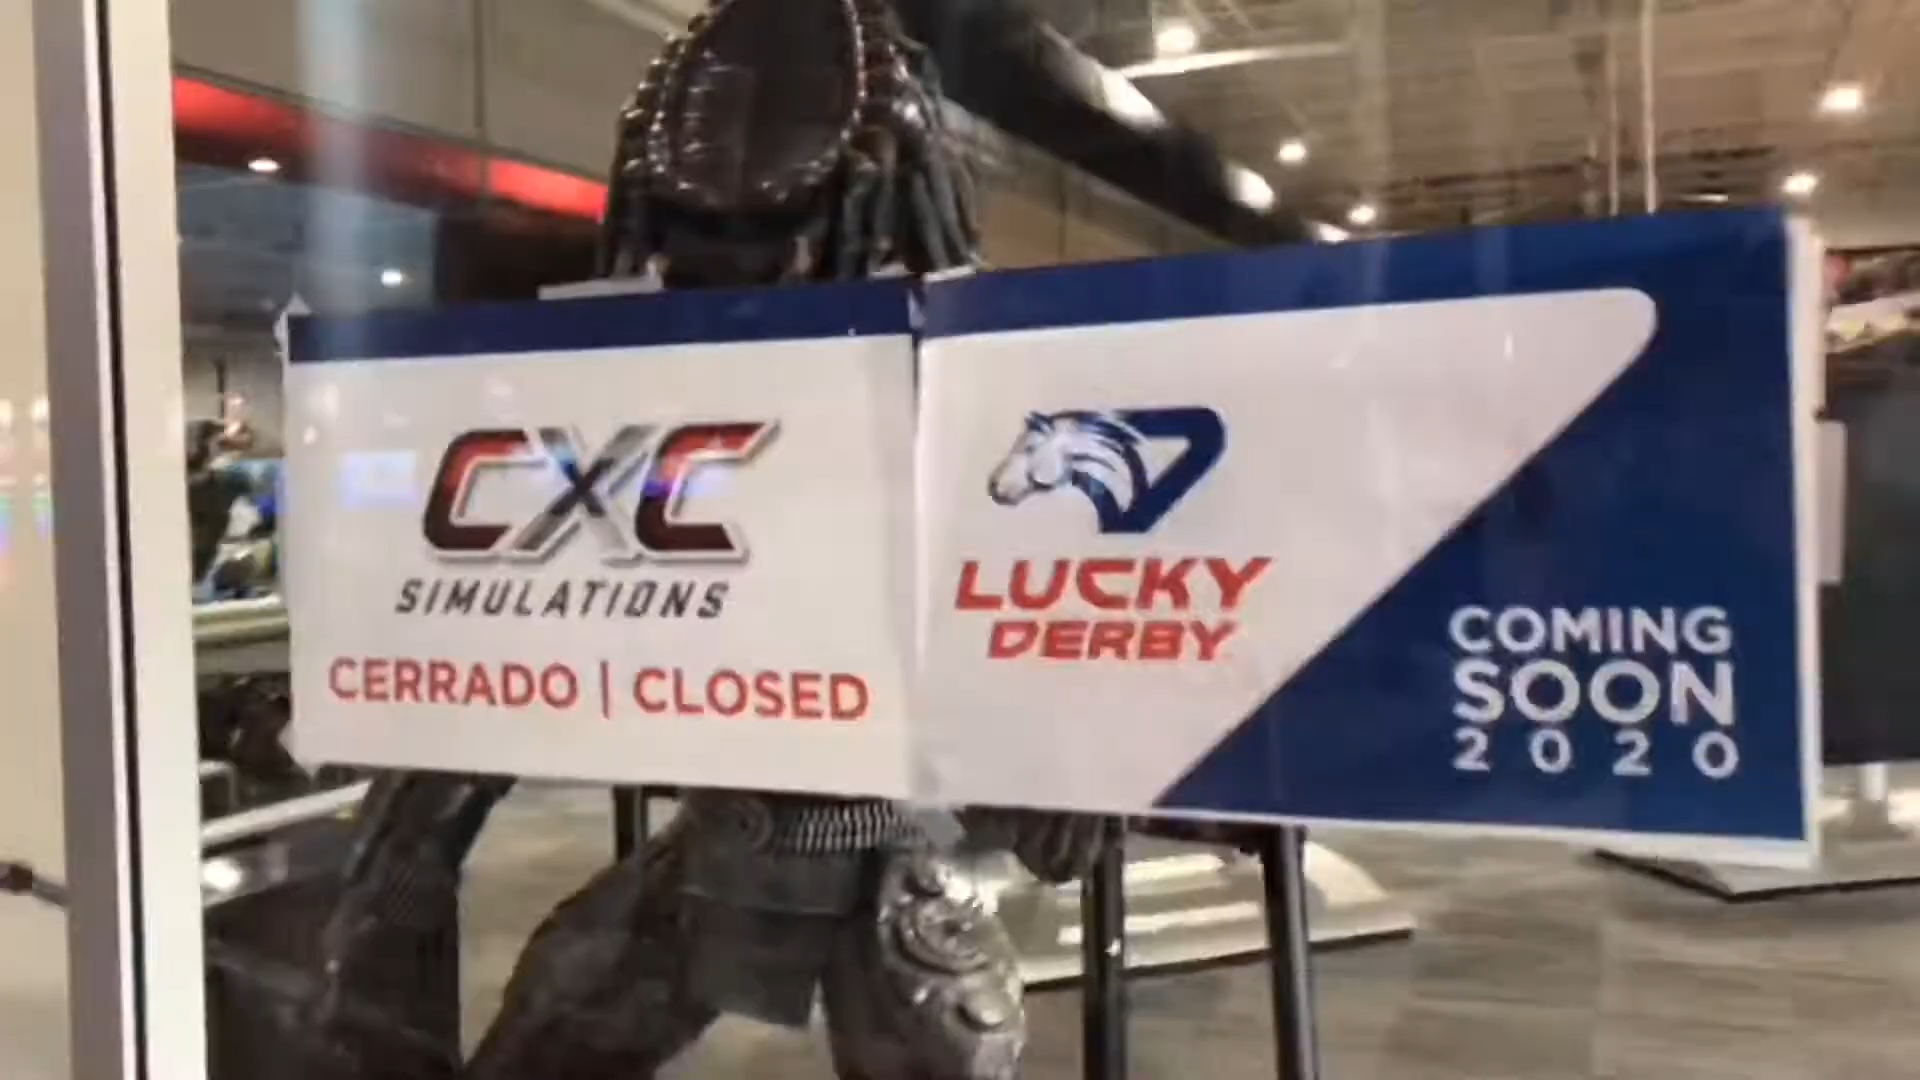 CXC
SIMULATIONS
CERRADO | CLOSED
LUCKY
DERBY
COMING
SOON
2020